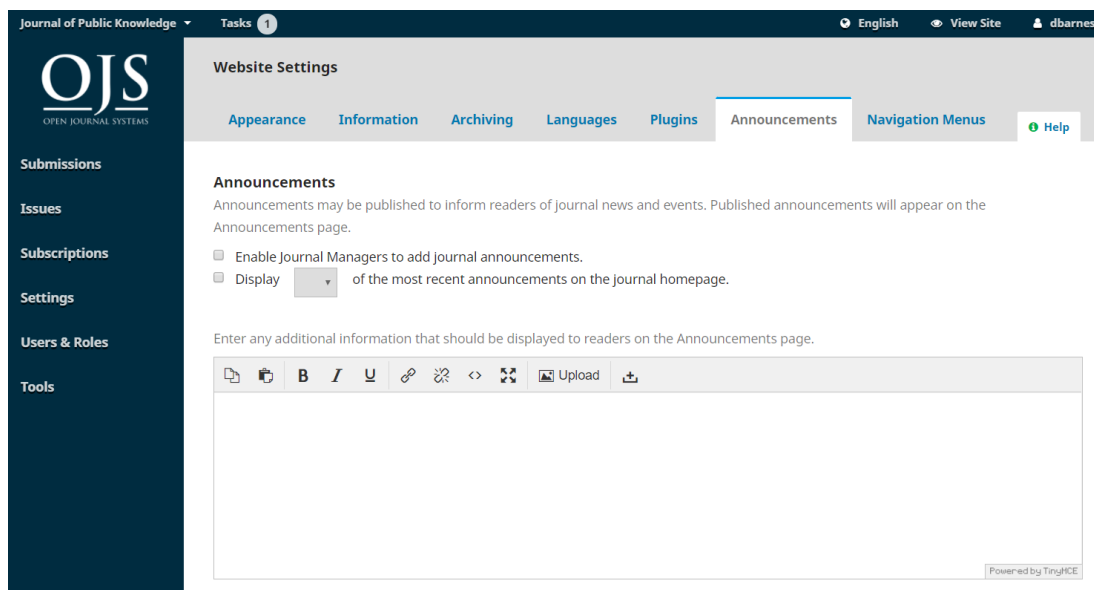 Journal of Public Knowledge Tasks 1 English View Site dbarnes
OJS
OPEN JOURNAL SYSTEMS
Website Settings
Appearance Information Archiving Languages Plugins Announcements Navigation Menus Help
Submissions
Issues
Subscriptions
Settings
Users & Roles
Tools
Announcements
Announcements may be published to inform readers of journal news and events. Published announcements will appear on the
Announcements page.
Enable Journal Managers to add journal announcements.
Display of the most recent announcements on the journal homepage.
Enter any additional information that should be displayed to readers on the Announcements page.
B I U Upload
Powered by TinyMCE